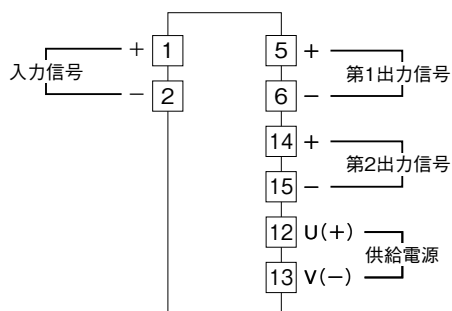 入力信号
+ 1
− 2
5 +
6 −
第1出力信号
14 +
15 −
第2出力信号
12 U(+)
13 V(−)
供給電源